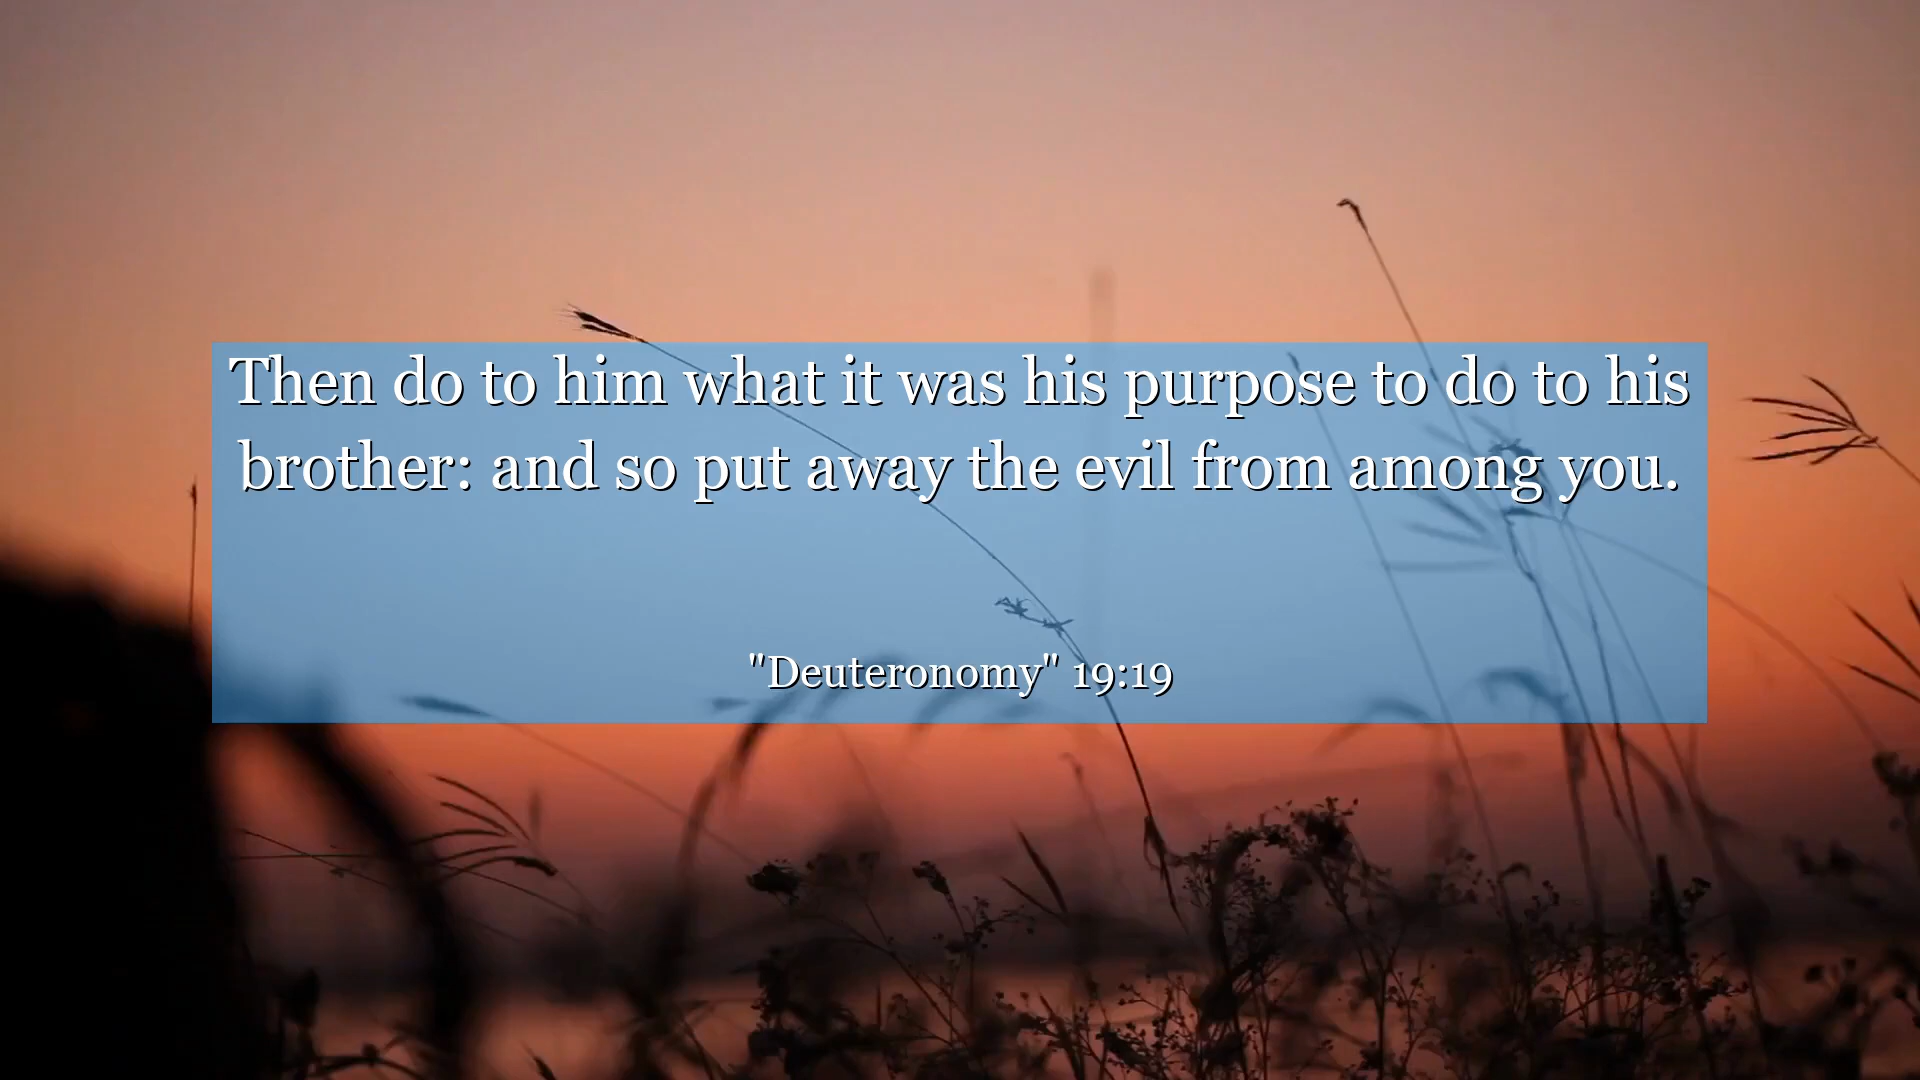 Then do to him what it was his purpose to do to his
brother: and so put away the evil from among you.
"Deuteronomy" 19:19